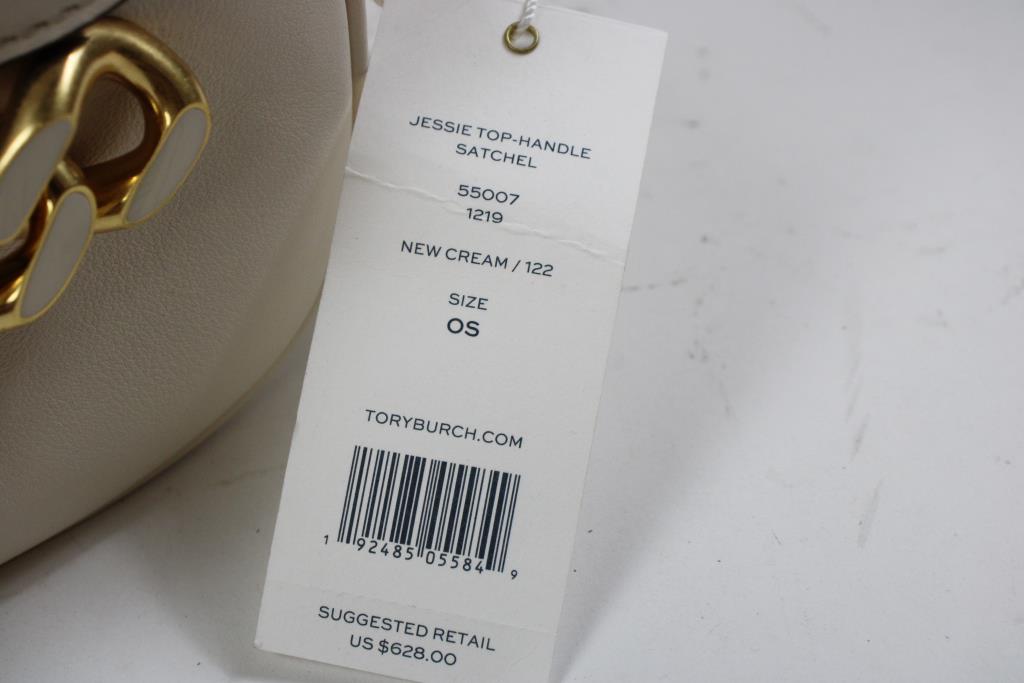 JESSIE TOP-HANDLE
SATCHEL
55007
1219
NEW CREAM / 122
SIZE
OS
TORYBURCH.COM
1 92485 05584 9
SUGGESTED RETAIL
US $628.00